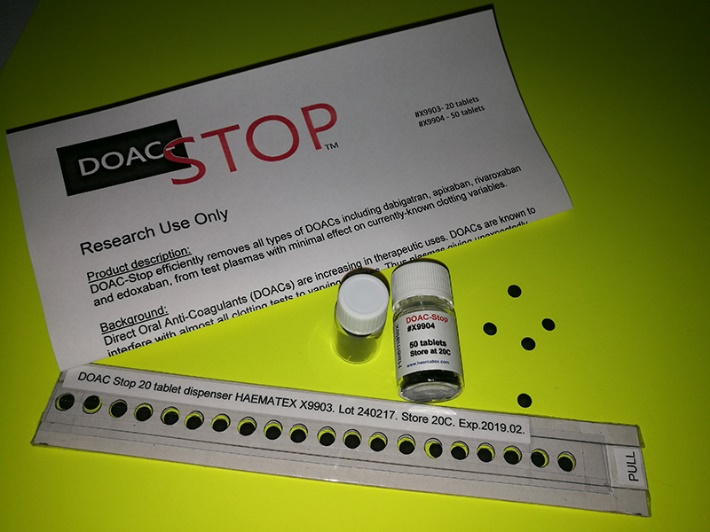 DOAC-STOP™
#X9903- 20 tablets
#X9904 - 50 tablets
Research Use Only
Product description:
DOAC-Stop efficiently removes all types of DOACs including dabigatran, apixaban, rivaroxaban
and edoxaban, from test plasmas with minimal effect on currently-known clotting variables.
Background:
Direct Oral Anti-Coagulants (DOACs) are increasing in therapeutic uses. DOACs are known to
interfere with almost all clotting tests to varying Thus plasmas giving unexpectedly
Haematex
DOAC-Stop
#X9904
50 tablets
Store at 20C
www.haematex.com
DOAC Stop 20 tablet dispenser HAEMATEX X9903. Lot 240217. Store 20C. Exp.2019.02.
PULL